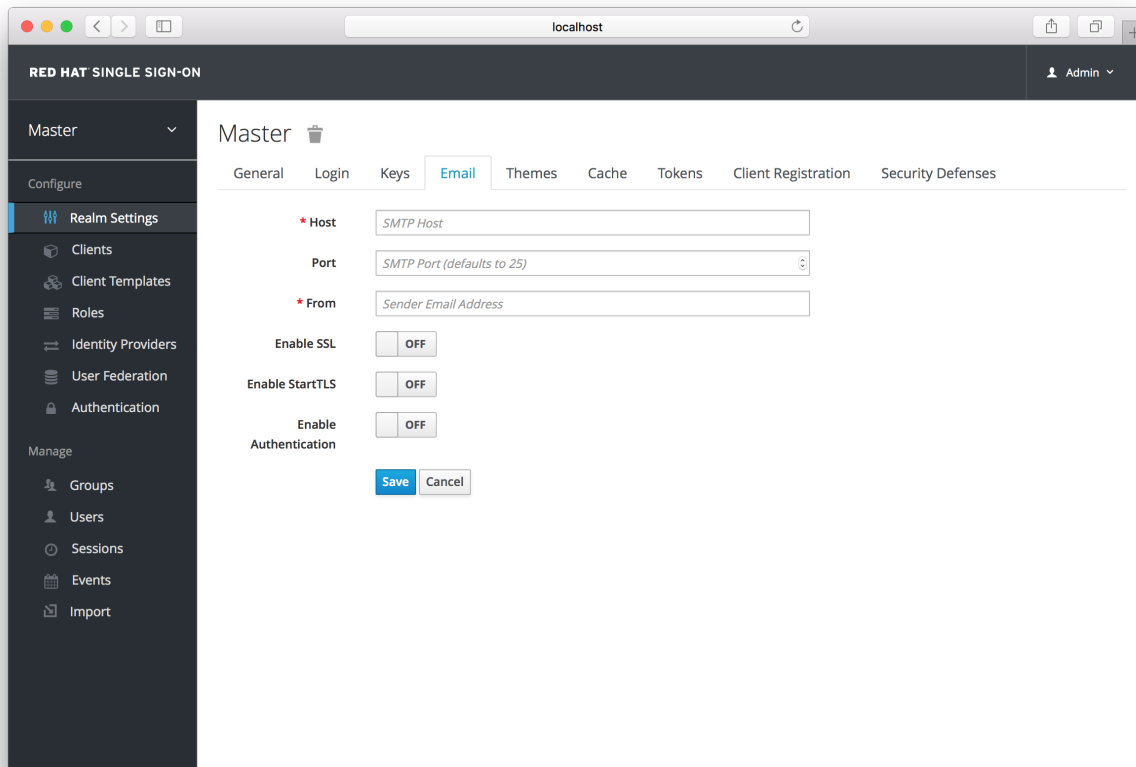 localhost
RED HAT SINGLE SIGN-ON
Admin
Master
Configure
Realm Settings
Clients
Client Templates
Roles
Identity Providers
User Federation
Authentication
Manage
Groups
Users
Sessions
Events
Import
Master
General Login Keys Email Themes Cache Tokens Client Registration Security Defenses
* Host SMTP Host
Port SMTP Port (defaults to 25)
* From Sender Email Address
Enable SSL OFF
Enable StartTLS OFF
Enable OFF
Authentication
Save Cancel